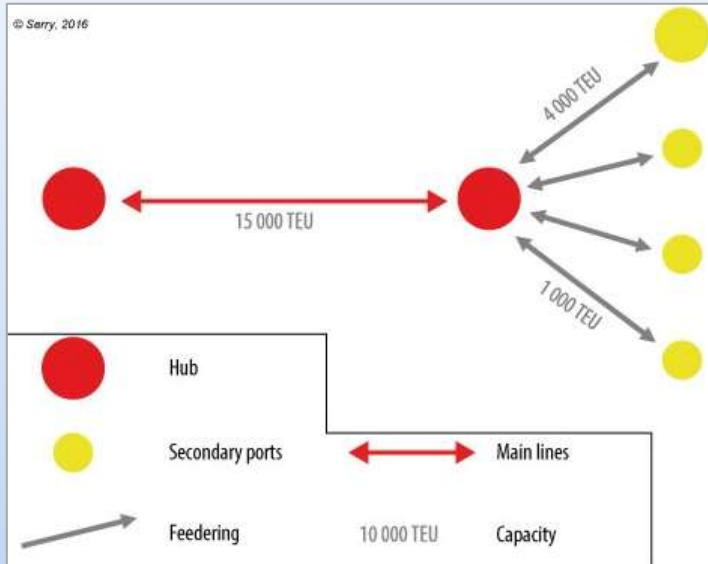 © Serry, 2016
4 000 TEU
15 000 TEU
1 000 TEU
Hub
Secondary ports
Main lines
Feedering
10 000 TEU
Capacity